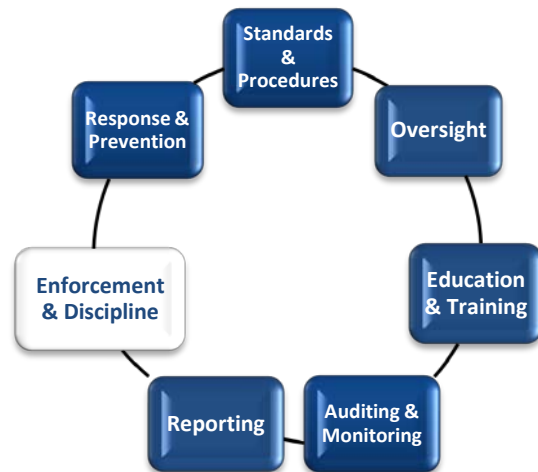 Standards
&
Procedures
Oversight
Education
& Training
Auditing &
Monitoring
Reporting
Enforcement
& Discipline
Response &
Prevention